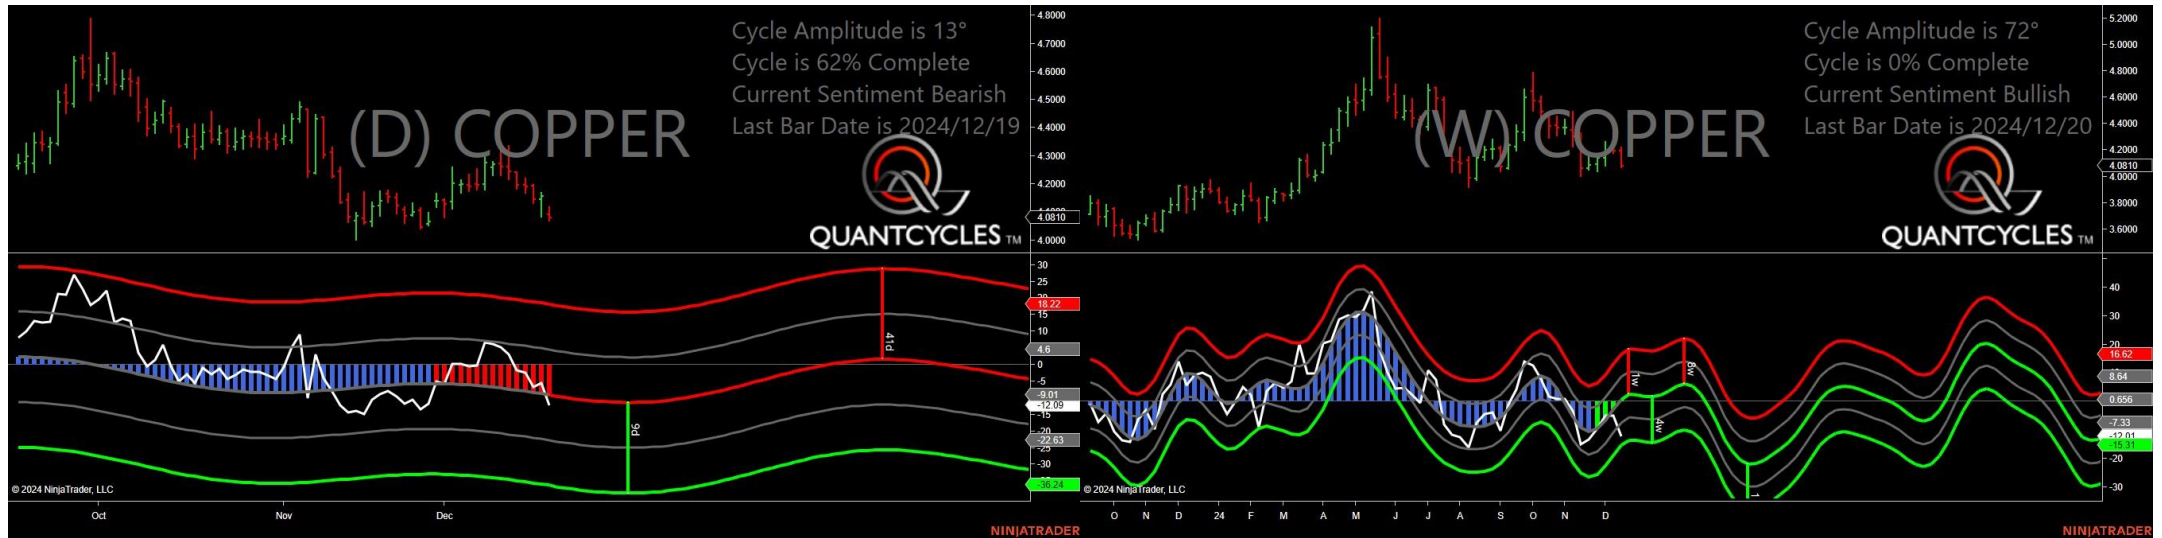 Cycle Amplitude is 13°
Cycle is 62% Complete
Current Sentiment Bearish
Last Bar Date is 2024/12/19
(D) COPPER
QUANTCYCLES TM
4.8000
4.7000
4.6000
4.5000
4.4000
4.3000
4.2000
4.0810
4.0000
30
25
18.22
15
10
4.6
0
-5
-9.01
-12.09
-15
-22.63
-25
-30
-36.24
41d
9d
© 2024 NinjaTrader, LLC
Oct Nov Dec
NINJATRADER
Cycle Amplitude is 72°
Cycle is 0% Complete
Current Sentiment Bullish
Last Bar Date is 2024/12/20
(W) COPPER
QUANTCYCLES TM
5.2000
5.0000
4.8000
4.6000
4.4000
4.2000
4.0810
4.0000
3.8000
3.6000
40
30
20
16.62
8.64
0.656
-7.33
-12.01
-15.31
-20
-30
1w
8w
4w
1
© 2024 NinjaTrader, LLC
O N D 24 F M A M J J A S O N D
NINJATRADER